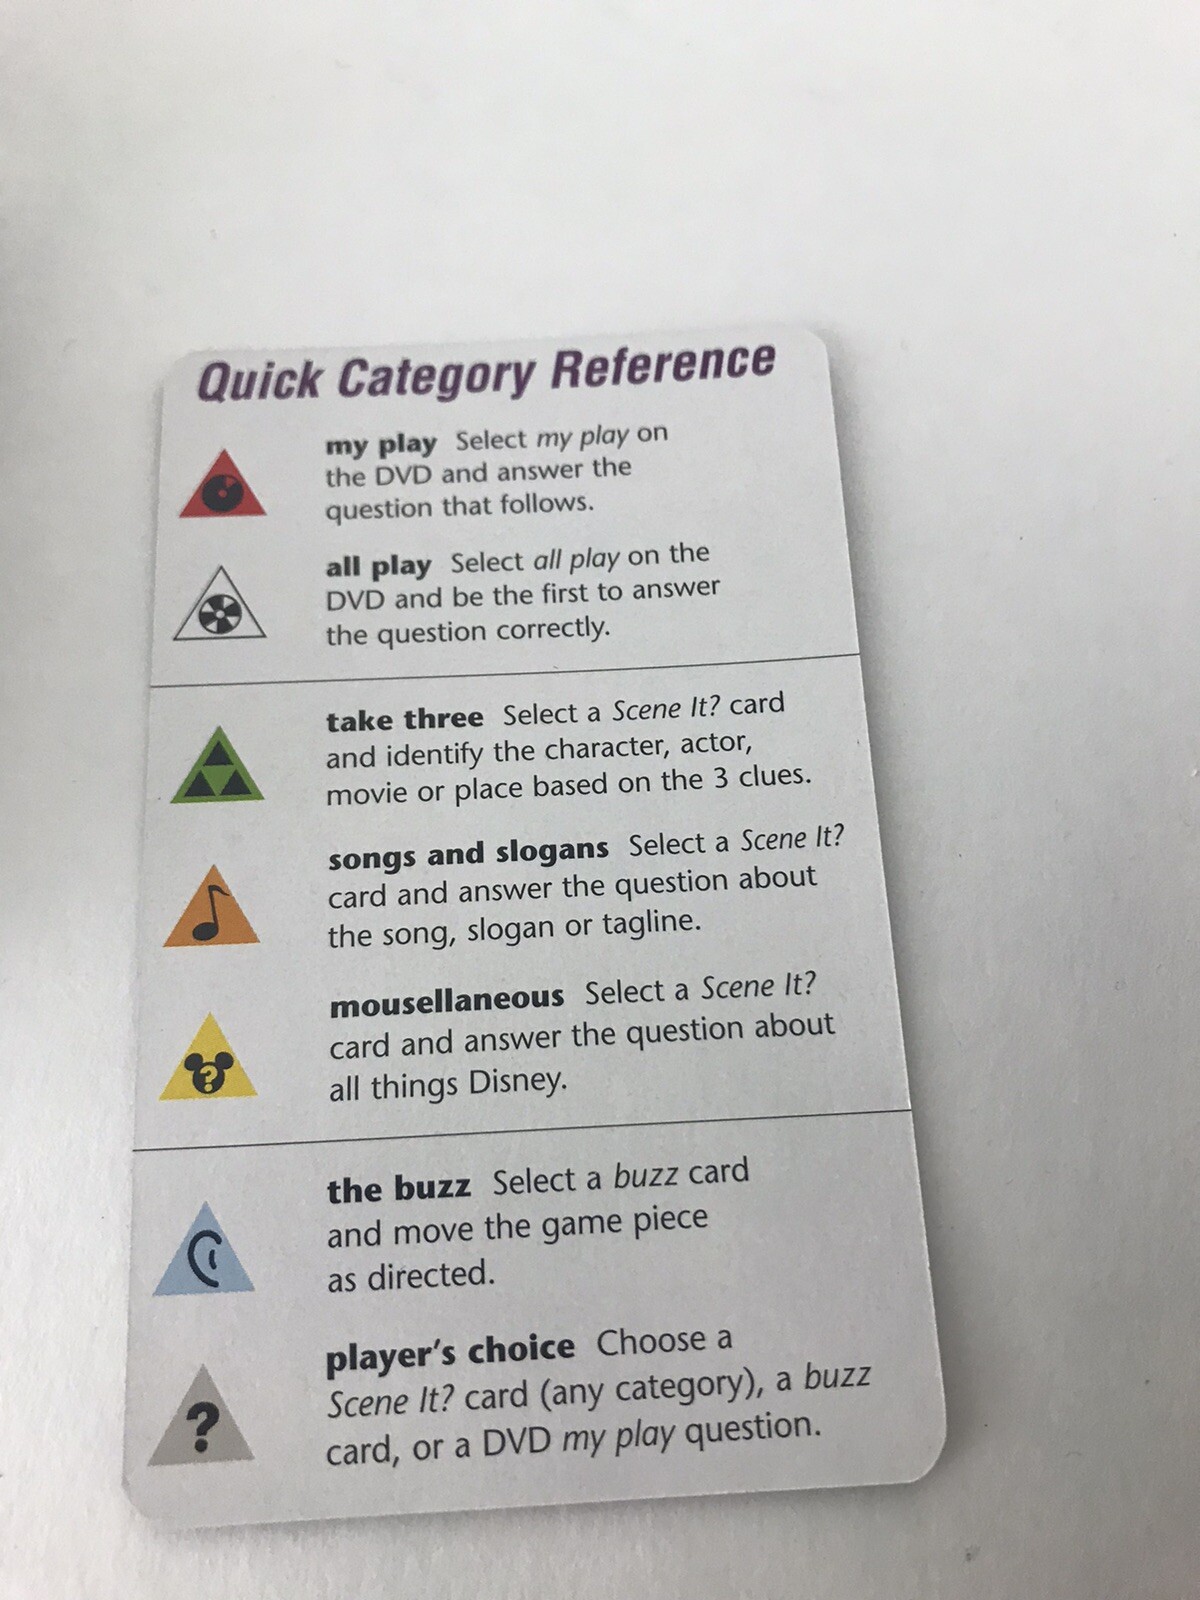 Quick Category Reference
my play Select my play on
the DVD and answer the
question that follows.
all play Select all play on the
DVD and be the first to answer
the question correctly.
take three Select a Scene It? card
and identify the character, actor,
movie or place based on the 3 clues.
songs and slogans Select a Scene It?
card and answer the question about
the song, slogan or tagline.
mousellaneous Select a Scene It?
card and answer the question about
all things Disney.
?
the buzz Select a buzz card
and move the game piece
as directed.
player's choice Choose a
Scene It? card (any category), a buzz
card, or a DVD my play question.
?